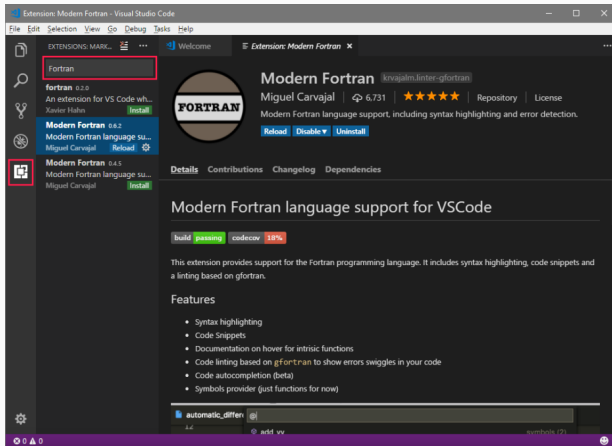 Extension: Modern Fortran - Visual Studio Code
File Edit Selection View Go Debug Tasks Help
EXTENSIONS: MARK...
Fortran
fortran 0.2.0
An extension for VS Code wh...
Xavier Hahn Install
Modern Fortran 0.6.2
Modern Fortran language su...
Miguel Carvajal Reload
Modern Fortran 0.4.5
Modern Fortran language su...
Miguel Carvajal Install
Welcome Extension: Modern Fortran
FORTRAN
Modern Fortran krvajalm.linter-gfortran
Miguel Carvajal 6.731 Repository License
Modern Fortran language support, including syntax highlighting and error detection.
Reload Disable Uninstall
Details Contributions Changelog Dependencies
Modern Fortran language support for VSCode
build passing codecov 18%
This extension provides support for the Fortran programming language. It includes syntax highlighting, code snippets and
a linting based on gfortran.
Features
Syntax highlighting
Code Snippets
Documentation on hover for intrisic functions
Code linting based on gfortran to show errors swiggles in your code
Code autocompletion (beta)
Symbols provider (just functions for now)
automatic_differe @
44 add_xy symbols (2)
0 0